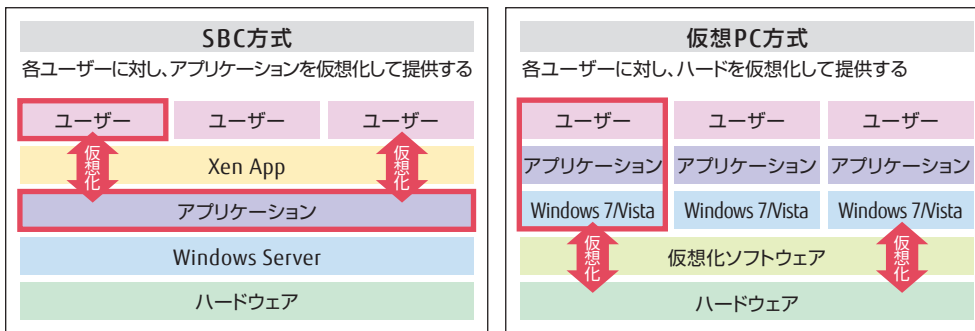 SBC方式
各ユーザーに対し、アプリケーションを仮想化して提供する
ユーザー ユーザー ユーザー
仮想化 仮想化
Xen App
アプリケーション
Windows Server
ハードウェア
仮想PC方式
各ユーザーに対し、ハードを仮想化して提供する
ユーザー ユーザー ユーザー
アプリケーション アプリケーション アプリケーション
Windows 7/Vista Windows 7/Vista Windows 7/Vista
仮想化 仮想化
仮想化ソフトウェア
ハードウェア